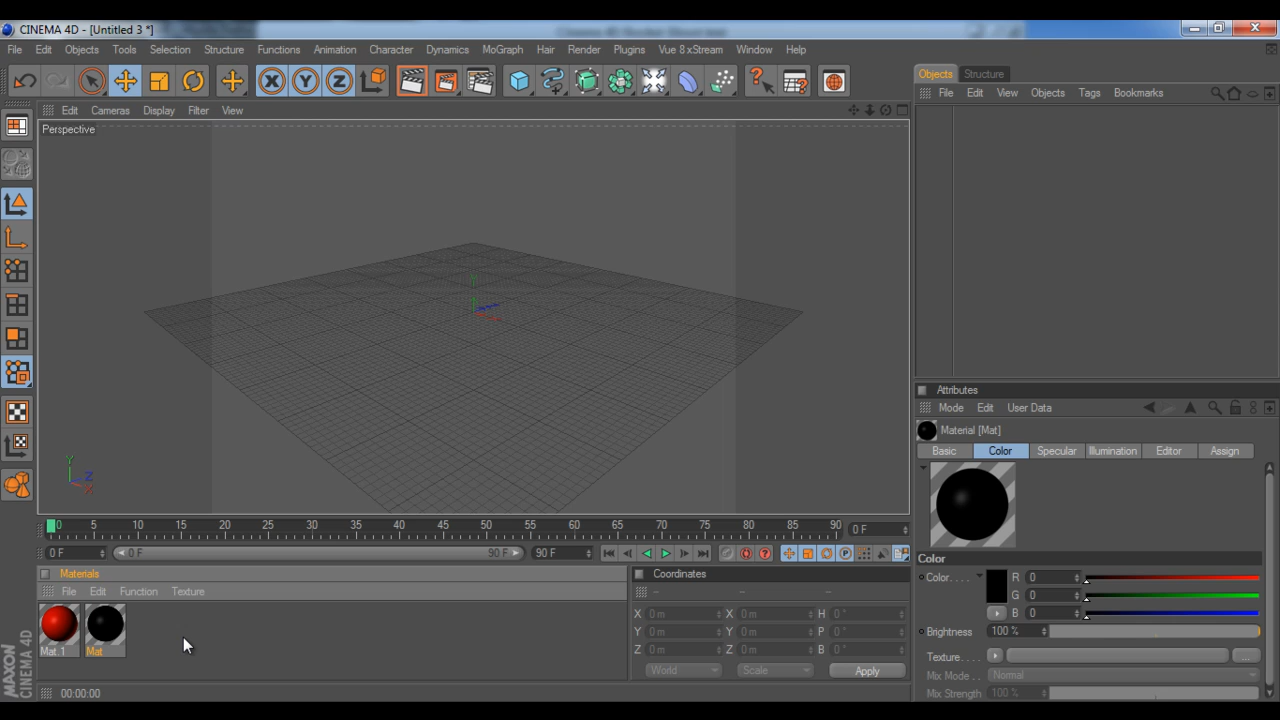 CINEMA 4D - [Untitled 3 *]
File Edit Objects Tools Selection Structure Functions Animation Character Dynamics MoGraph Hair Render Plugins Vue 8 xStream Window Help
X Y Z
Objects Structure
File Edit View Objects Tags Bookmarks
Edit Cameras Display Filter View
Perspective
Y
Z
X
Attributes
Mode Edit User Data
Material [Mat]
Basic Color Specular Illumination Editor Assign
Color
Color. . . . R 0
G 0
B 0
Brightness 100 %
Texture. . . . ...
Mix Mode . . Normal
Mix Strength 100 %
0 5 10 15 20 25 30 35 40 45 50 55 60 65 70 75 80 85 90 0 F
0 F 0 F 90 F 90 F
Materials
File Edit Function Texture
Mat.1 Mat
Coordinates
-- -- --
X 0 m X 0 m H 0 °
Y 0 m Y 0 m P 0 °
Z 0 m Z 0 m B 0 °
World Scale Apply
MAXON
CINEMA 4D
00:00:00